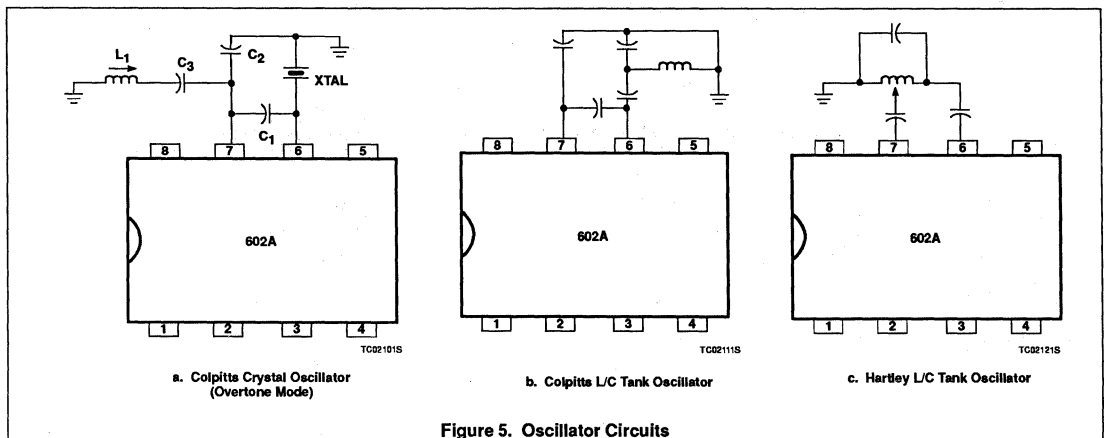 L1
C3
C2
XTAL
C1
8 7 6 5
602A
1 2 3 4
TC02101S
a. Colpitts Crystal Oscillator
(Overtone Mode)
8 7 6 5
602A
1 2 3 4
TC02111S
b. Colpitts L/C Tank Oscillator
8 7 6 5
602A
1 2 3 4
TC02121S
c. Hartley L/C Tank Oscillator
Figure 5. Oscillator Circuits